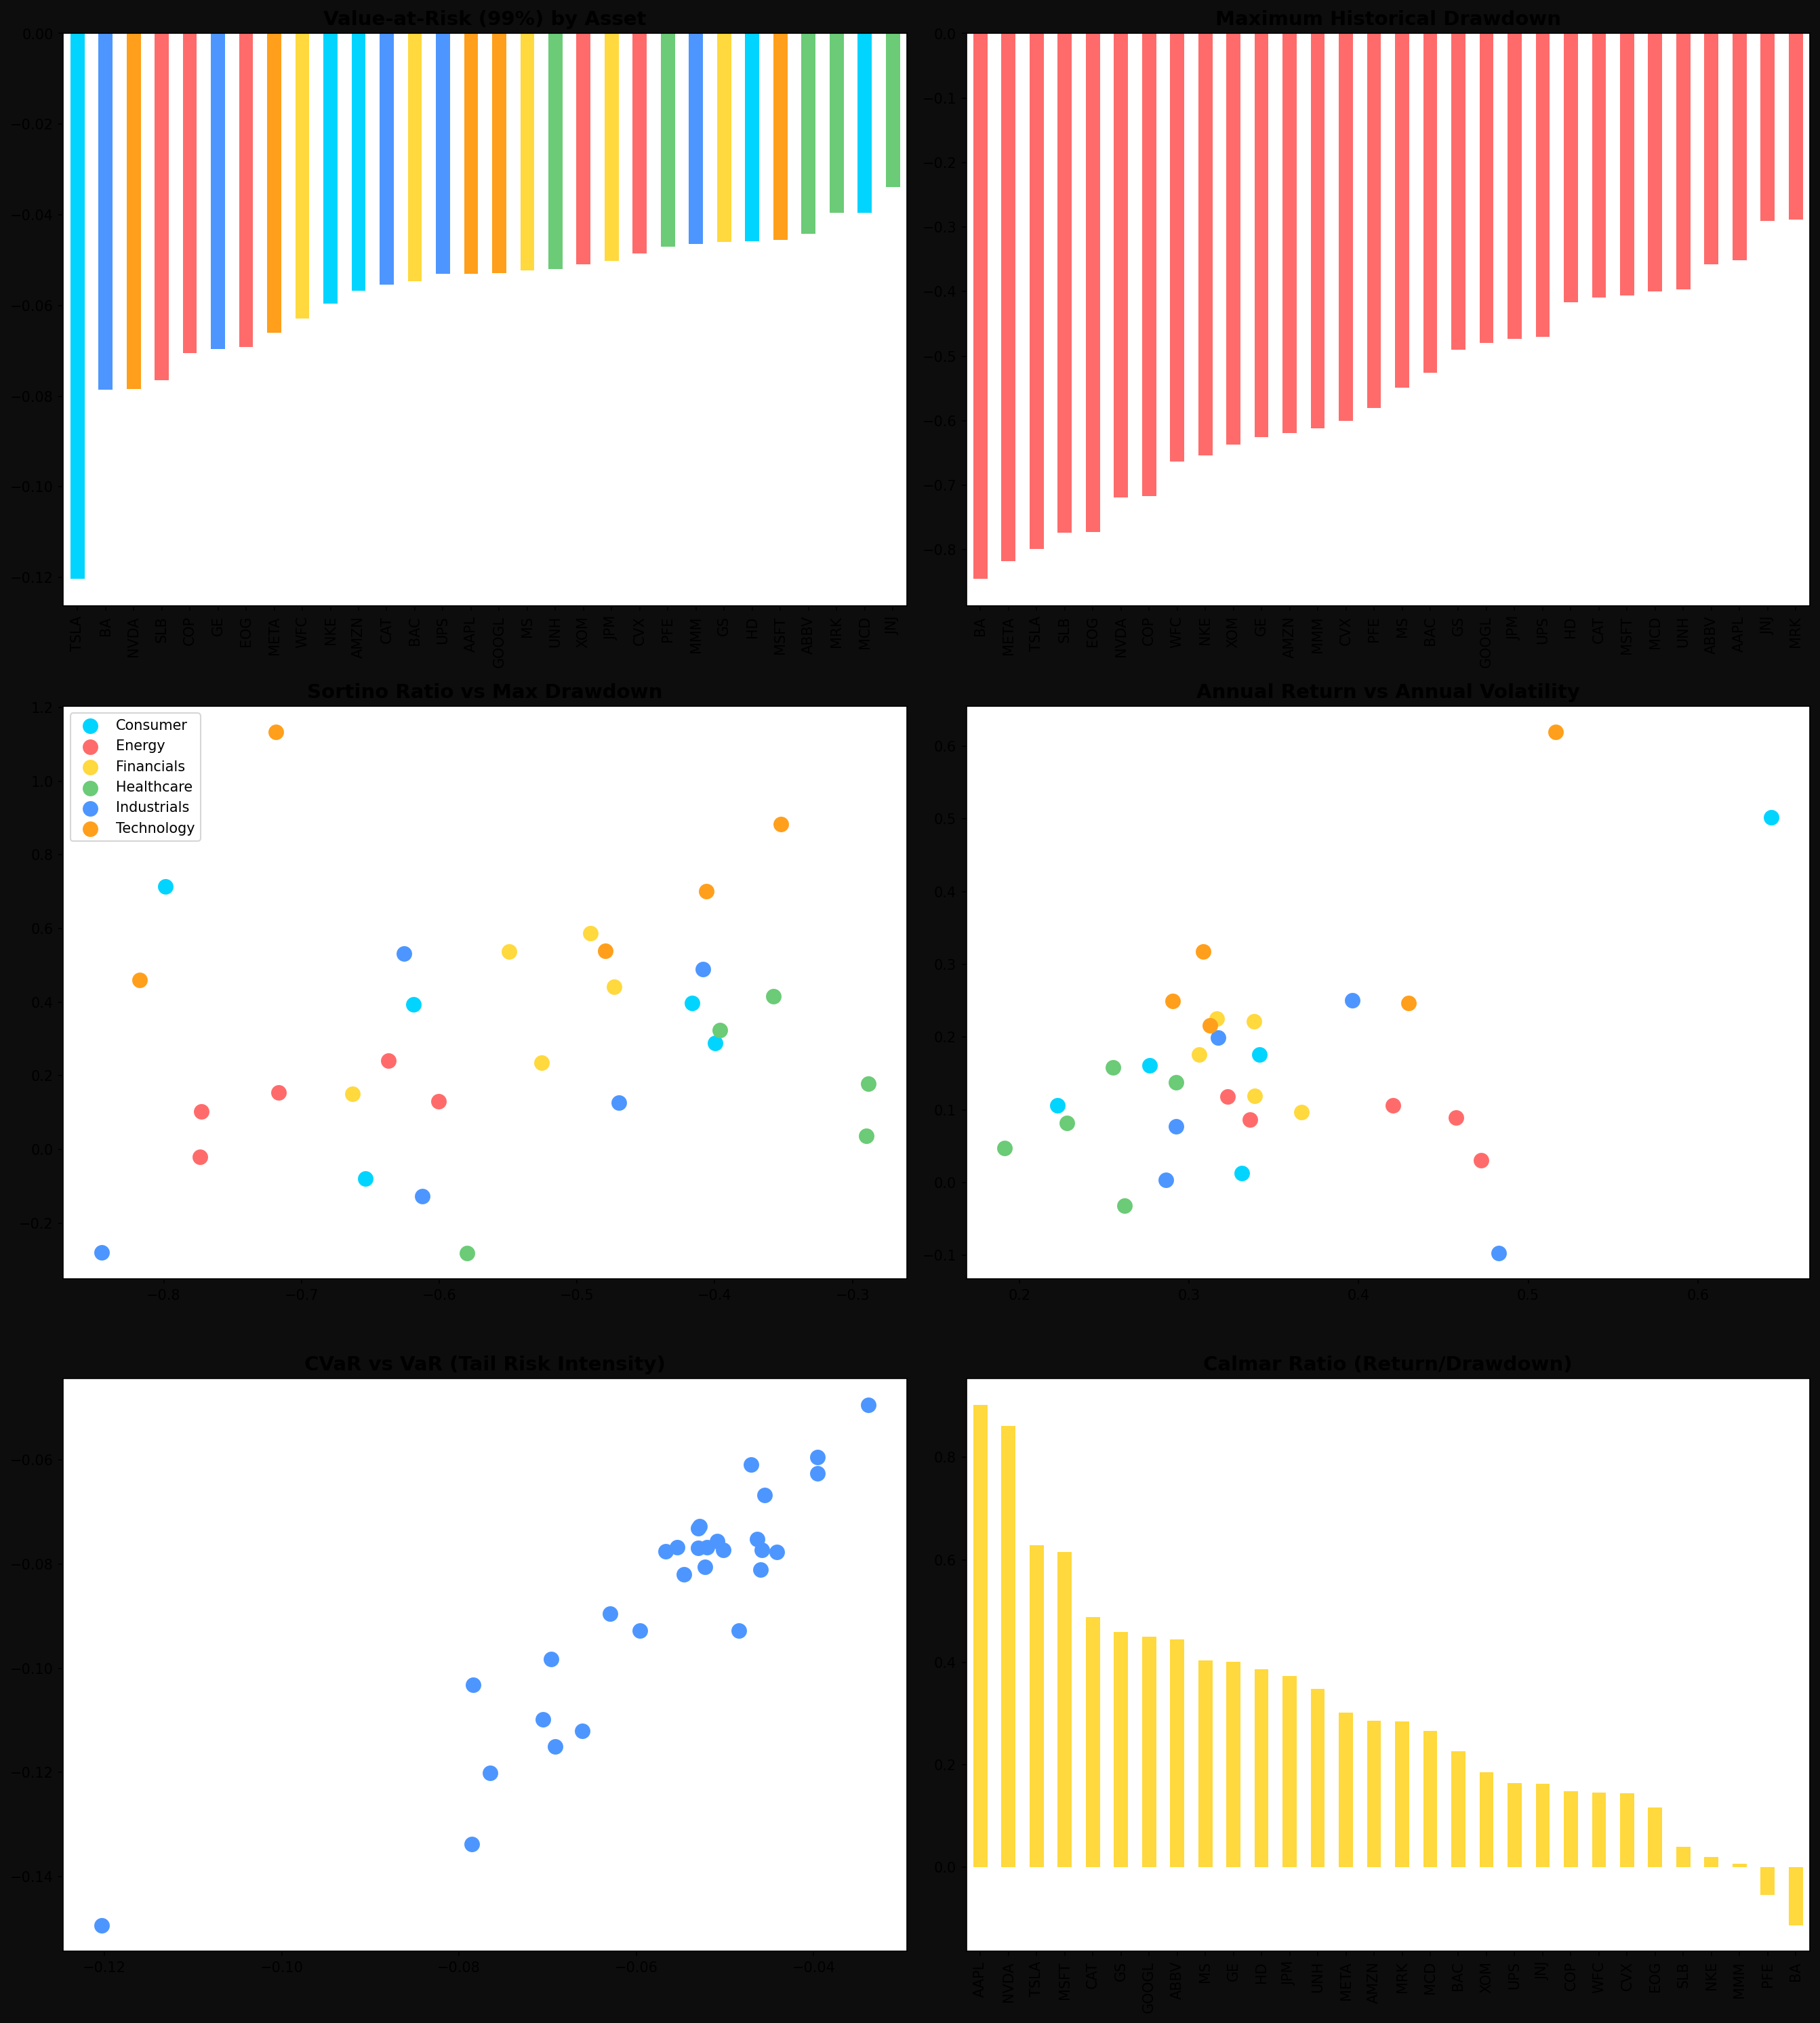 Value-at-Risk (99%) by Asset
0.00
−0.02
−0.04
−0.06
−0.08
−0.10
−0.12
TSLA
BA
NVDA
SLB
COP
GE
EOG
META
WFC
NKE
AMZN
CAT
BAC
UPS
AAPL
GOOGL
MS
UNH
XOM
JPM
CVX
PFE
MMM
GS
HD
MSFT
ABBV
MRK
MCD
JNJ
Maximum Historical Drawdown
0.0
−0.1
−0.2
−0.3
−0.4
−0.5
−0.6
−0.7
−0.8
BA
META
TSLA
SLB
EOG
NVDA
COP
WFC
NKE
XOM
GE
AMZN
MMM
CVX
PFE
MS
BAC
GS
GOOGL
JPM
UPS
HD
CAT
MSFT
MCD
UNH
ABBV
AAPL
JNJ
MRK
Sortino Ratio vs Max Drawdown
1.2
1.0
0.8
0.6
0.4
0.2
0.0
−0.2
Consumer
Energy
Financials
Healthcare
Industrials
Technology
−0.8 −0.7 −0.6 −0.5 −0.4 −0.3
Annual Return vs Annual Volatility
0.6
0.5
0.4
0.3
0.2
0.1
0.0
−0.1
0.2 0.3 0.4 0.5 0.6
CVaR vs VaR (Tail Risk Intensity)
−0.06
−0.08
−0.10
−0.12
−0.14
−0.12 −0.10 −0.08 −0.06 −0.04
Calmar Ratio (Return/Drawdown)
0.8
0.6
0.4
0.2
0.0
AAPL
NVDA
TSLA
MSFT
CAT
GS
GOOGL
ABBV
MS
GE
HD
JPM
UNH
META
AMZN
MRK
MCD
BAC
XOM
UPS
JNJ
COP
WFC
CVX
EOG
SLB
NKE
MMM
PFE
BA